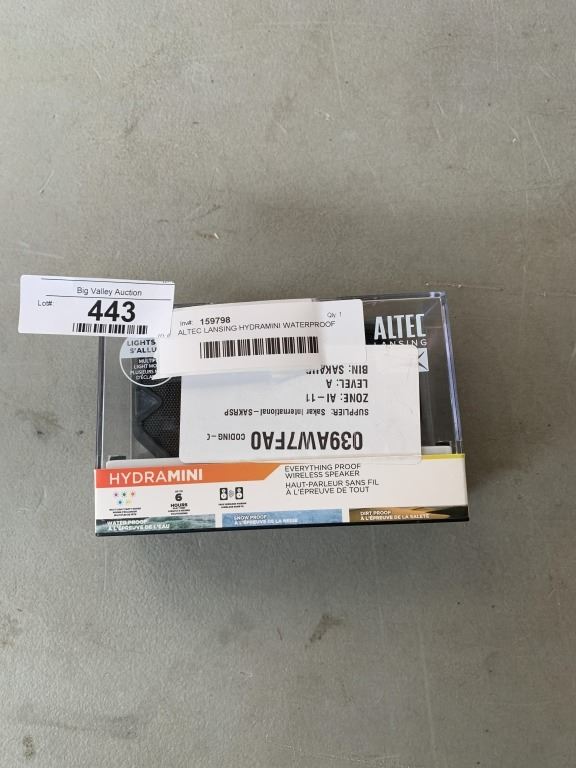 Big Valley Auction
Lot#:
443
Inv#: 159798
Qty: 1
ALTEC LANSING HYDRAMINI WATERPROOF
ALTEC
LANSING
LIGHTS
S'ALLU
LEVEL: A
ZONE: AI-11
SUPPLIER: Sakar International-SAKRSP
CODING-C
039AW7FA0
HYDRAMINI
EVERYTHING PROOF
WIRELESS SPEAKER
HAUT-PARLEUR SANS FIL
À L'ÉPREUVE DE TOUT
6
HOURS
WATERPROOF
À L'ÉPREUVE DE L'EAU
SNOW PROOF
À L'ÉPREUVE DE LA NEIGE
DIRT PROOF
À L'ÉPREUVE DE LA SALETÉ